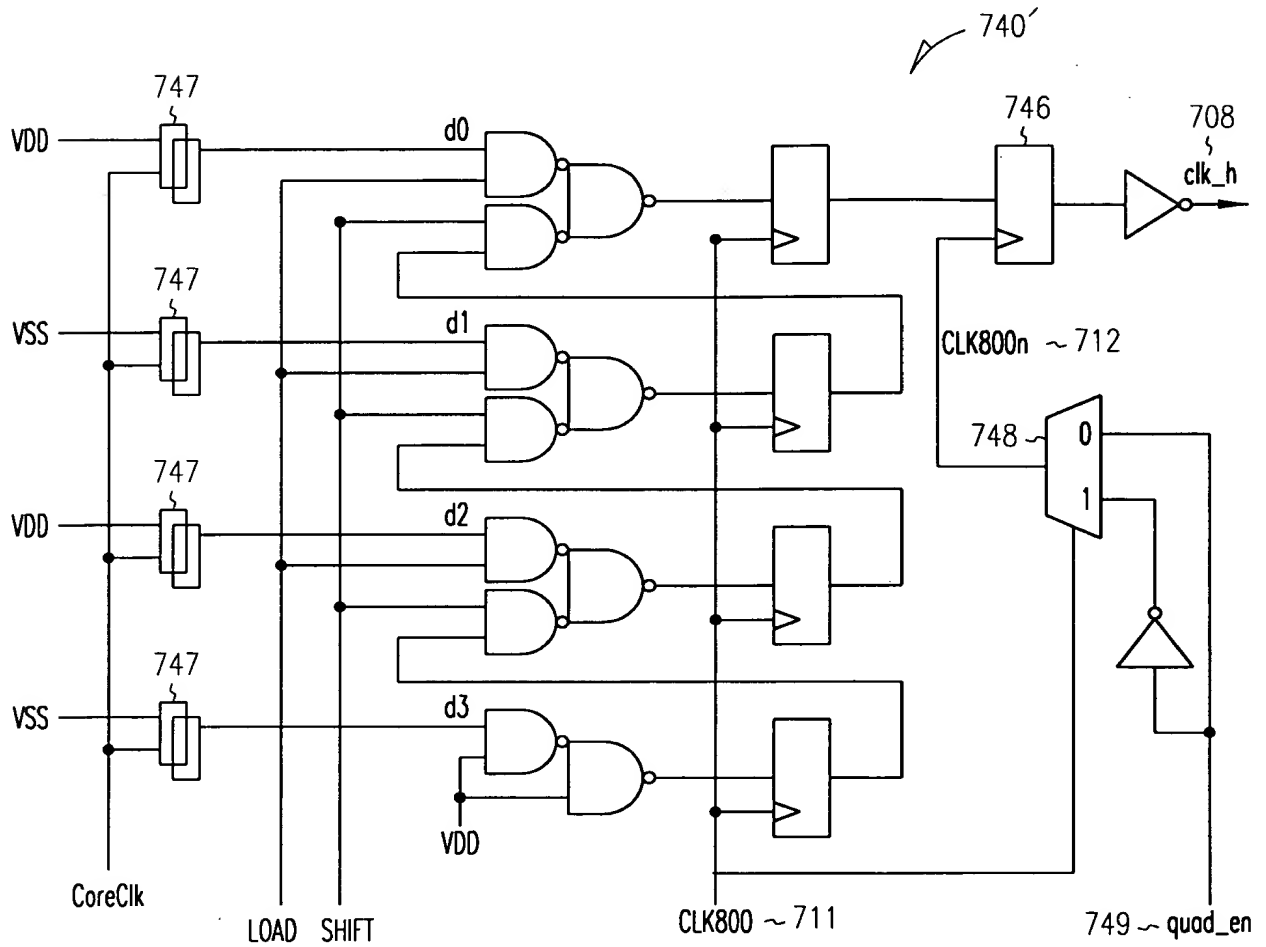 740′
747
746
708
clk_h
VDD
d0
747
VSS
d1
CLK800n ~ 712
748
0
1
747
VDD
d2
747
VSS
d3
VDD
CoreClk
LOAD
SHIFT
CLK800 ~ 711
749 ~ quad_en